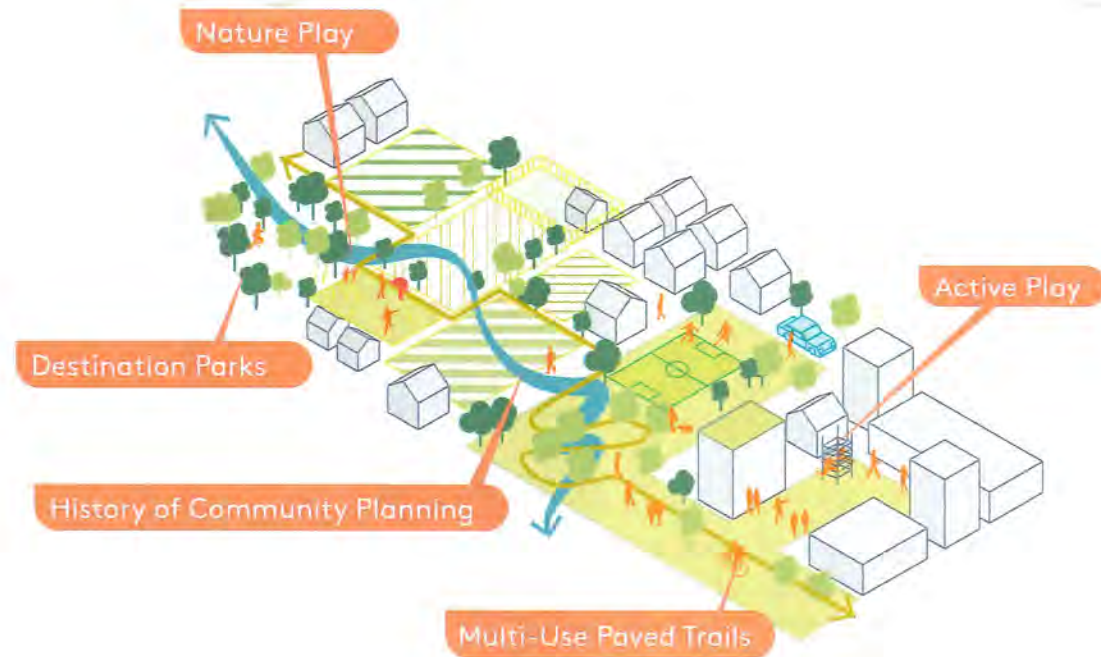 Nature Play
Active Play
Destination Parks
History of Community Planning
Multi-Use Paved Trails